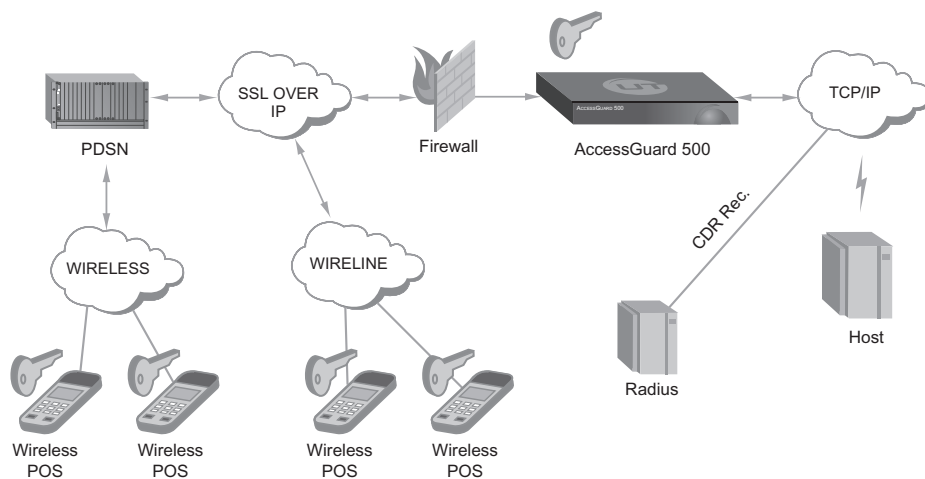 SSL OVER
IP
TCP/IP
ACCESSGUARD 500
PDSN
Firewall
AccessGuard 500
CDR Rec.
WIRELESS
WIRELINE
Host
Radius
Wireless
POS
Wireless
POS
Wireless
POS
Wireless
POS